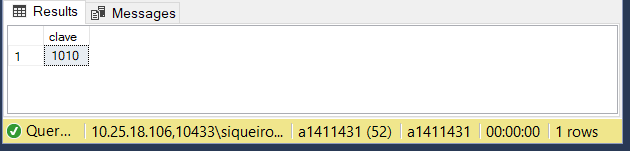 Results Messages
clave
1 1010
Quer... 10.25.18.106,10433\siqueiro... a1411431 (52) a1411431 00:00:00 1 rows